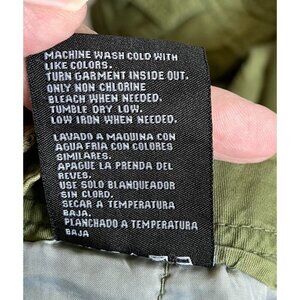 MACHINE WASH COLD WITH
LIKE COLORS.
TURN GARMENT INSIDE OUT.
ONLY NON CHLORINE
BLEACH WHEN NEEDED.
TUMBLE DRY LOW.
LOW IRON WHEN NEEDED.
LAVADO A MAQUINA CON
AGUA FRIA CON COLORES
SIMILARES.
APAGUE LA PRENDA DEL
REVES.
USE SOLO BLANQUEADOR
SIN CLORO.
SECAR A TEMPERATURA
BAJA.
PLANCHADO A TEMPERATURA
BAJA